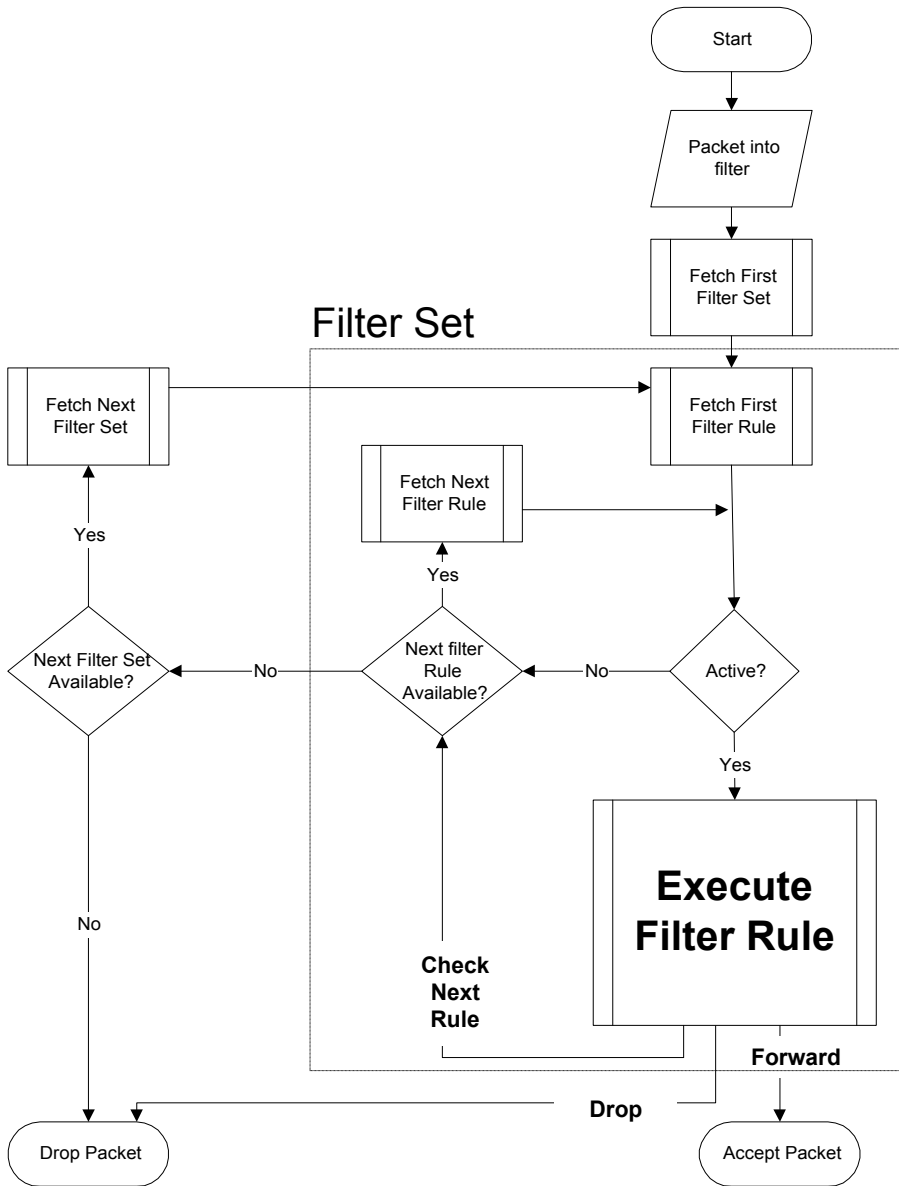 Start
Packet into
filter
Fetch First
Filter Set
Filter Set
Fetch Next
Filter Set
Fetch First
Filter Rule
Fetch Next
Filter Rule
Yes
Yes
Next Filter Set
Available?
No
Next filter
Rule
Available?
No
Active?
Yes
Execute
Filter Rule
No
Check
Next
Rule
Forward
Drop
Drop Packet
Accept Packet